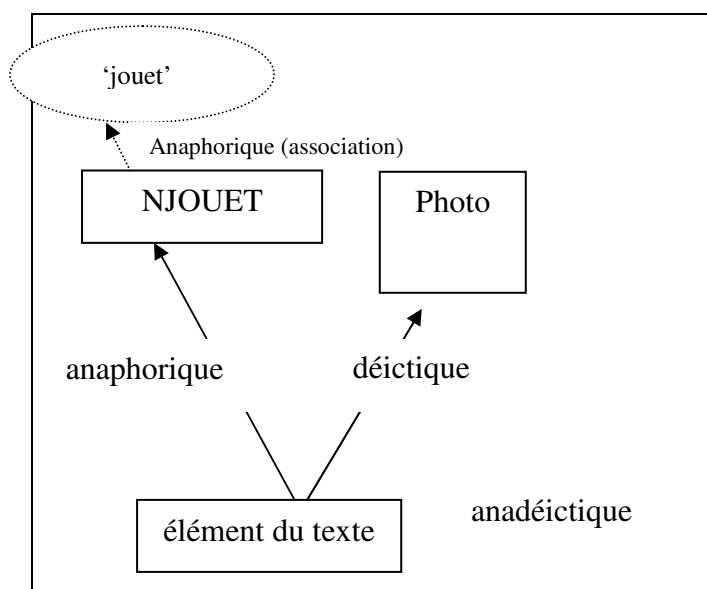 ‘jouet’
Anaphorique (association)
NJOUET
Photo
anaphorique
déictique
élément du texte
anadéictique